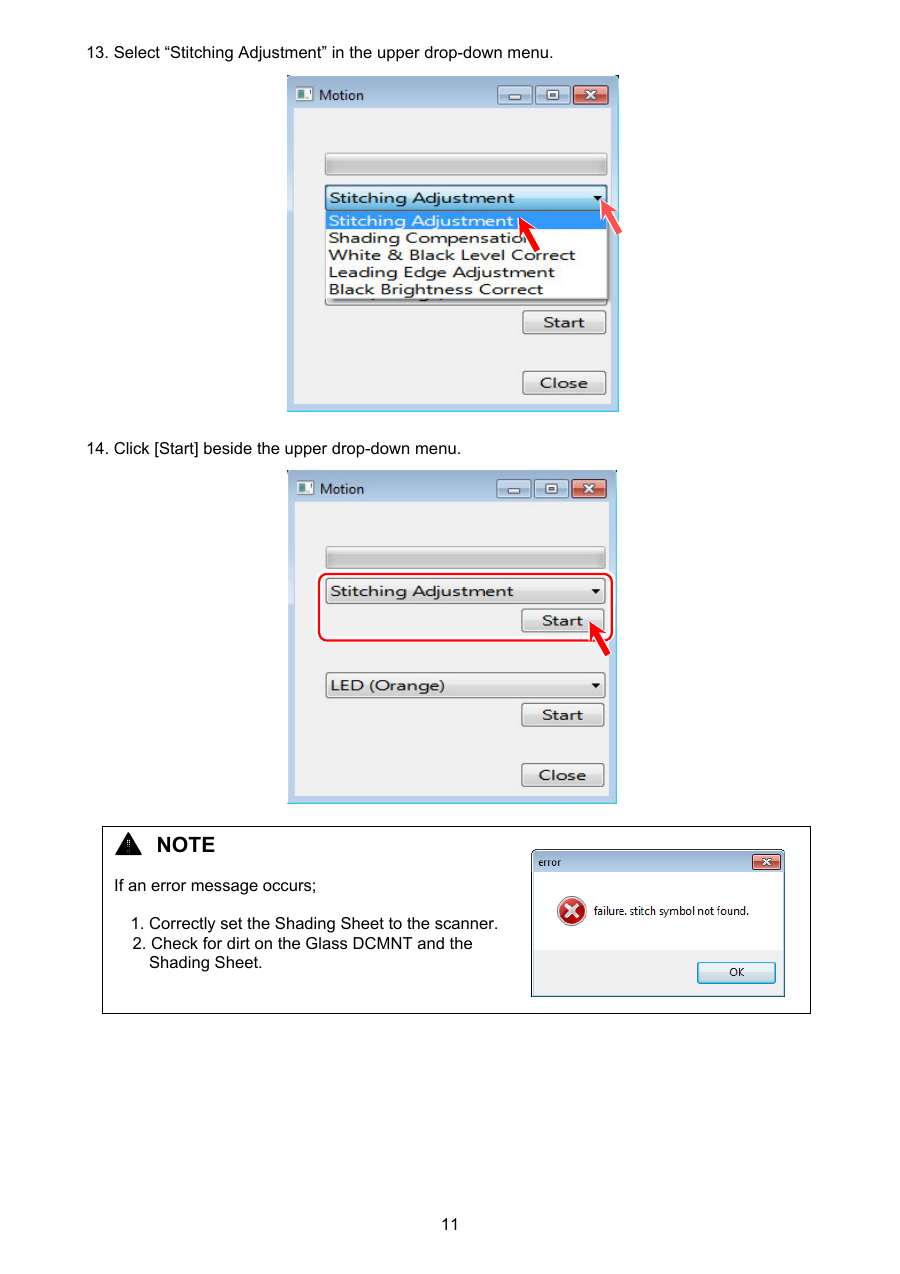 13. Select “Stitching Adjustment” in the upper drop-down menu.
Motion
Stitching Adjustment
Stitching Adjustment
Shading Compensation
White & Black Level Correct
Leading Edge Adjustment
Black Brightness Correct
Start
Close
14. Click [Start] beside the upper drop-down menu.
Motion
Stitching Adjustment
Start
LED (Orange)
Start
Close
NOTE
If an error message occurs;
1. Correctly set the Shading Sheet to the scanner.
2. Check for dirt on the Glass DCMNT and the
Shading Sheet.
error
failure. stitch symbol not found.
OK
11